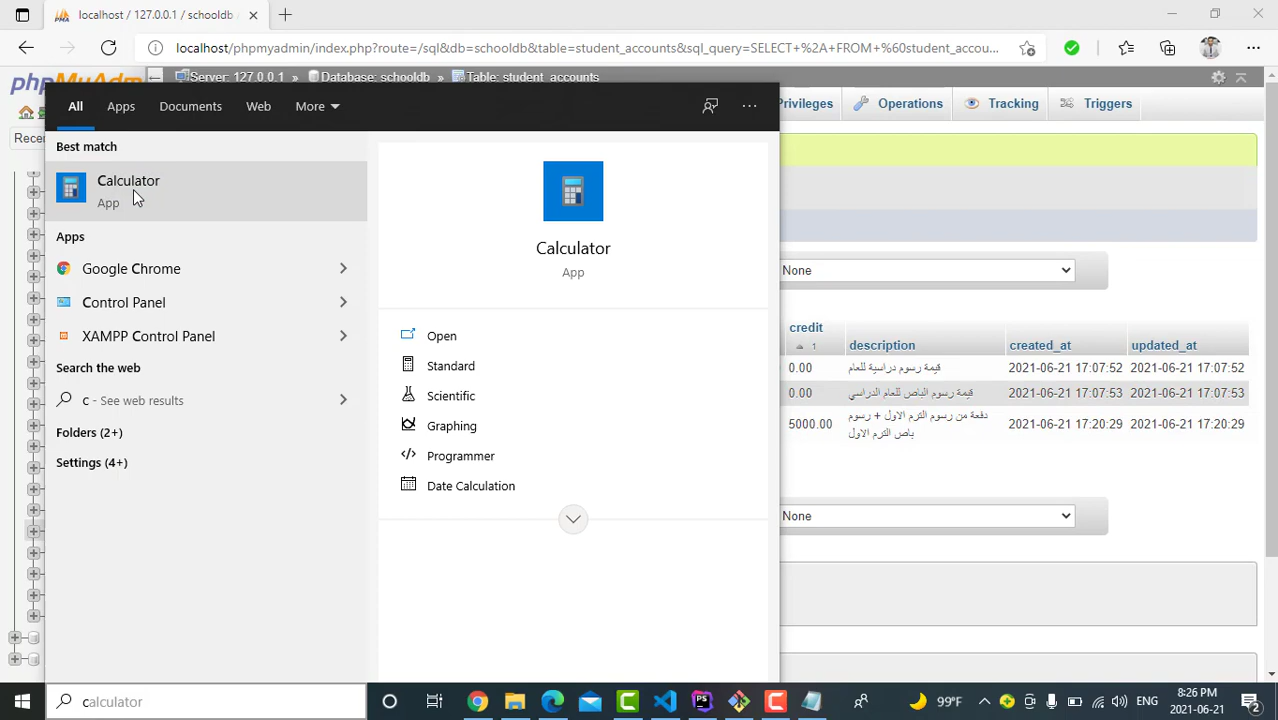 localhost / 127.0.0.1 / schooldb
localhost/phpmyadmin/index.php?route=/sql&db=schooldb&table=student_accounts&sql_query=SELECT+%2A+FROM+%60student_accou...
Server: 127.0.0.1 Database: schooldb Table: student_accounts
All Apps Documents Web More
Privileges Operations Tracking Triggers
Best match
Calculator
App
Apps
Google Chrome
Control Panel
XAMPP Control Panel
Search the web
c - See web results
Folders (2+)
Settings (4+)
Calculator
App
Open
Standard
Scientific
Graphing
Programmer
Date Calculation
None
credit
1
description created_at updated_at
0.00 قيمة رسوم دراسية للعام 2021-06-21 17:07:52 2021-06-21 17:07:52
0.00 قيمة رسوم الباص للعام الدراسي 2021-06-21 17:07:53 2021-06-21 17:07:53
5000.00 دفعة من رسوم الترم الاول + رسوم 2021-06-21 17:20:29 2021-06-21 17:20:29
باص الترم الاول
None
calculator
99°F
ENG
8:26 PM
2021-06-21
2